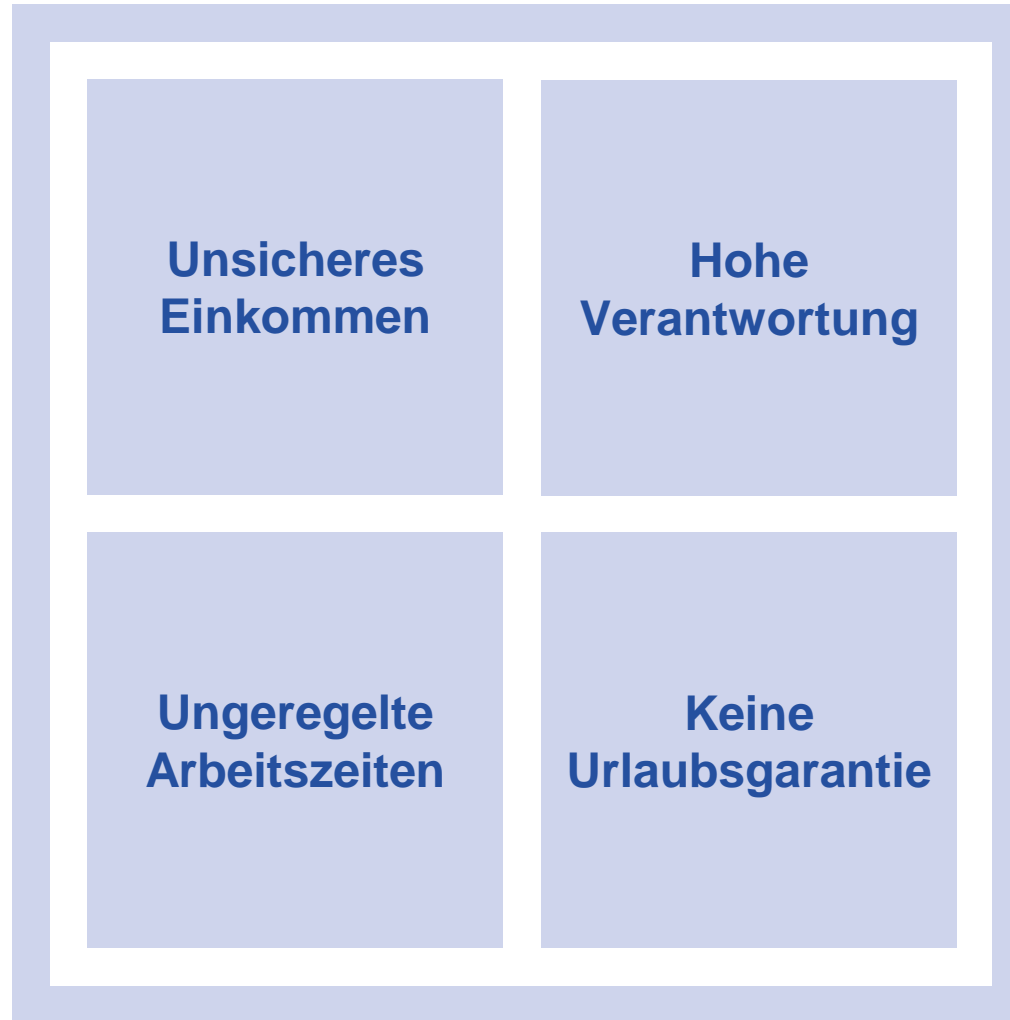 Unsicheres
Einkommen
Hohe
Verantwortung
Ungeregelte
Arbeitszeiten
Keine
Urlaubsgarantie